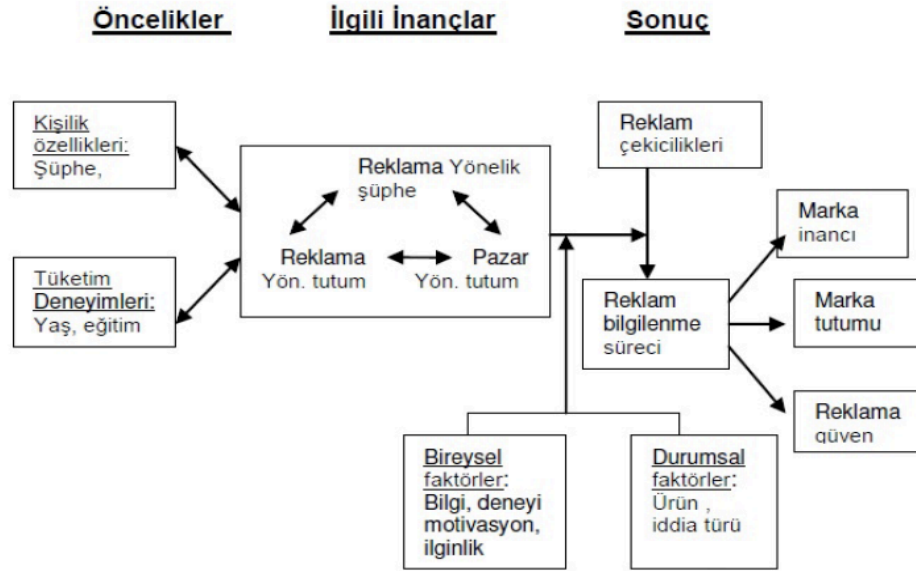 Öncelikler
İlgili İnançlar
Sonuç
Kişilik
özellikleri:
Şüphe,
Tüketim
Deneyimleri:
Yaş, eğitim
Reklama Yönelik
şüphe
Reklama
Yön. tutum
Pazar
Yön. tutum
Reklam
çekicilikleri
Reklam
bilgilenme
süreci
Marka
inancı
Marka
tutumu
Reklama
güven
Bireysel
faktörler:
Bilgi, deneyi
motivasyon,
ilginlik
Durumsal
faktörler:
Ürün ,
iddia türü